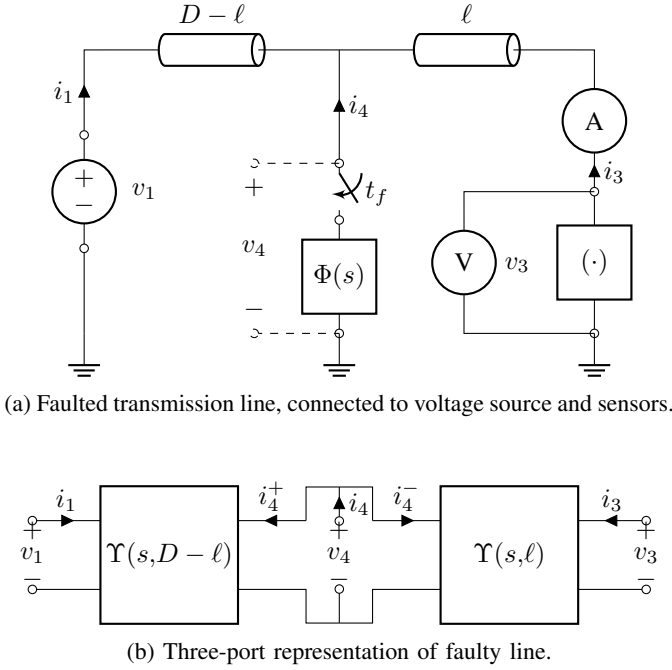 D − ℓ
ℓ
i₁
i₄
A
i₃
+
−
v₁
+
t_f
v₄
Φ(s)
V
v₃
(·)
−
(a) Faulted transmission line, connected to voltage source and sensors.
i₁ i₄⁺ i₄ i₄⁻ i₃
+ + +
v₁ ϒ(s,D − ℓ) v₄ ϒ(s,ℓ) v₃
− − −
(b) Three-port representation of faulty line.